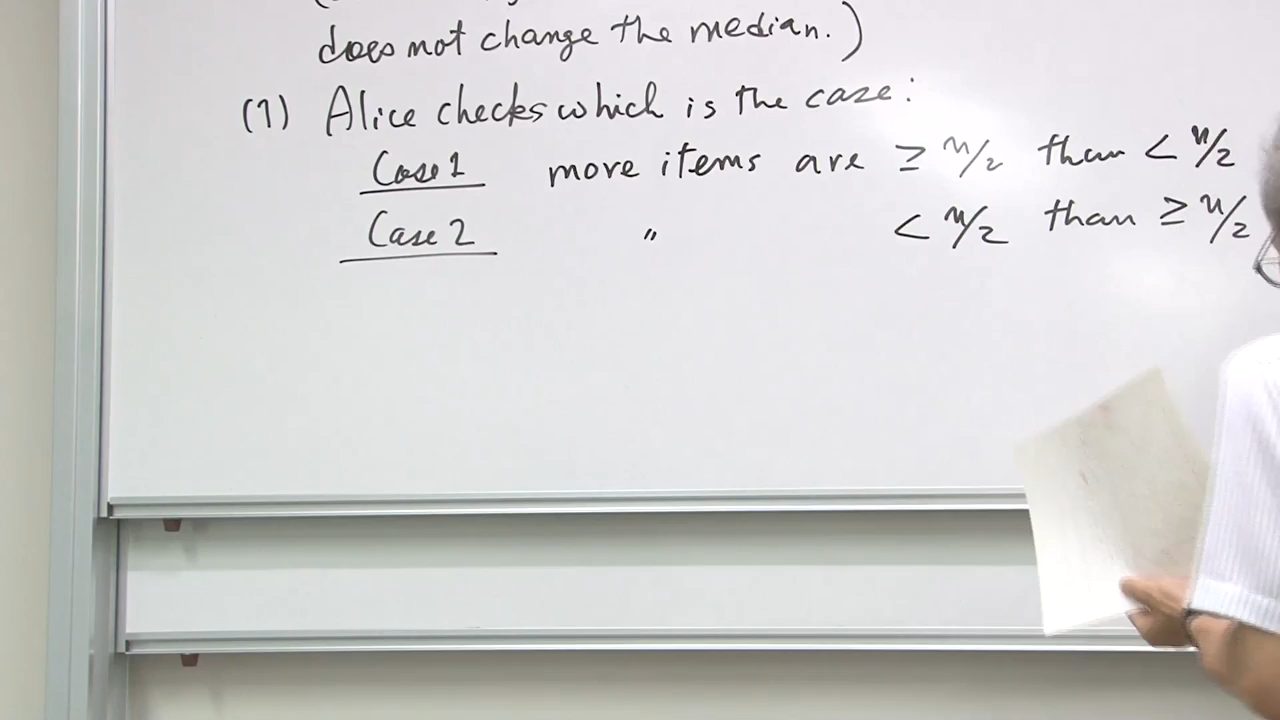 does not change the median.)
(1) Alice checks which is the case:
Case 1 more items are ≥ n/2 than < n/2
Case 2 〃 < n/2 than ≥ n/2